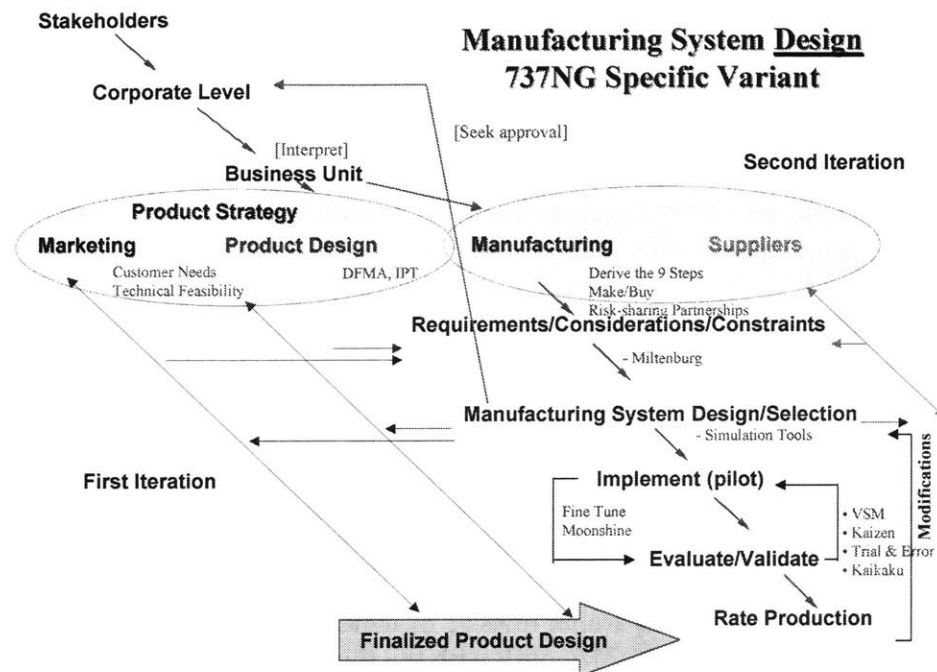 Stakeholders
Manufacturing System Design
737NG Specific Variant
Corporate Level
[Seek approval]
[Interpret]
Business Unit
Second Iteration
Product Strategy
Marketing
Product Design
Manufacturing
Suppliers
Customer Needs
Technical Feasibility
DFMA, IPT
Derive the 9 Steps
Make/Buy
Risk-sharing Partnerships
Requirements/Considerations/Constraints
- Miltenburg
Manufacturing System Design/Selection
- Simulation Tools
First Iteration
Implement (pilot)
Fine Tune
Moonshine
• VSM
• Kaizen
• Trial & Error
• Kaikaku
Modifications
Evaluate/Validate
Rate Production
Finalized Product Design